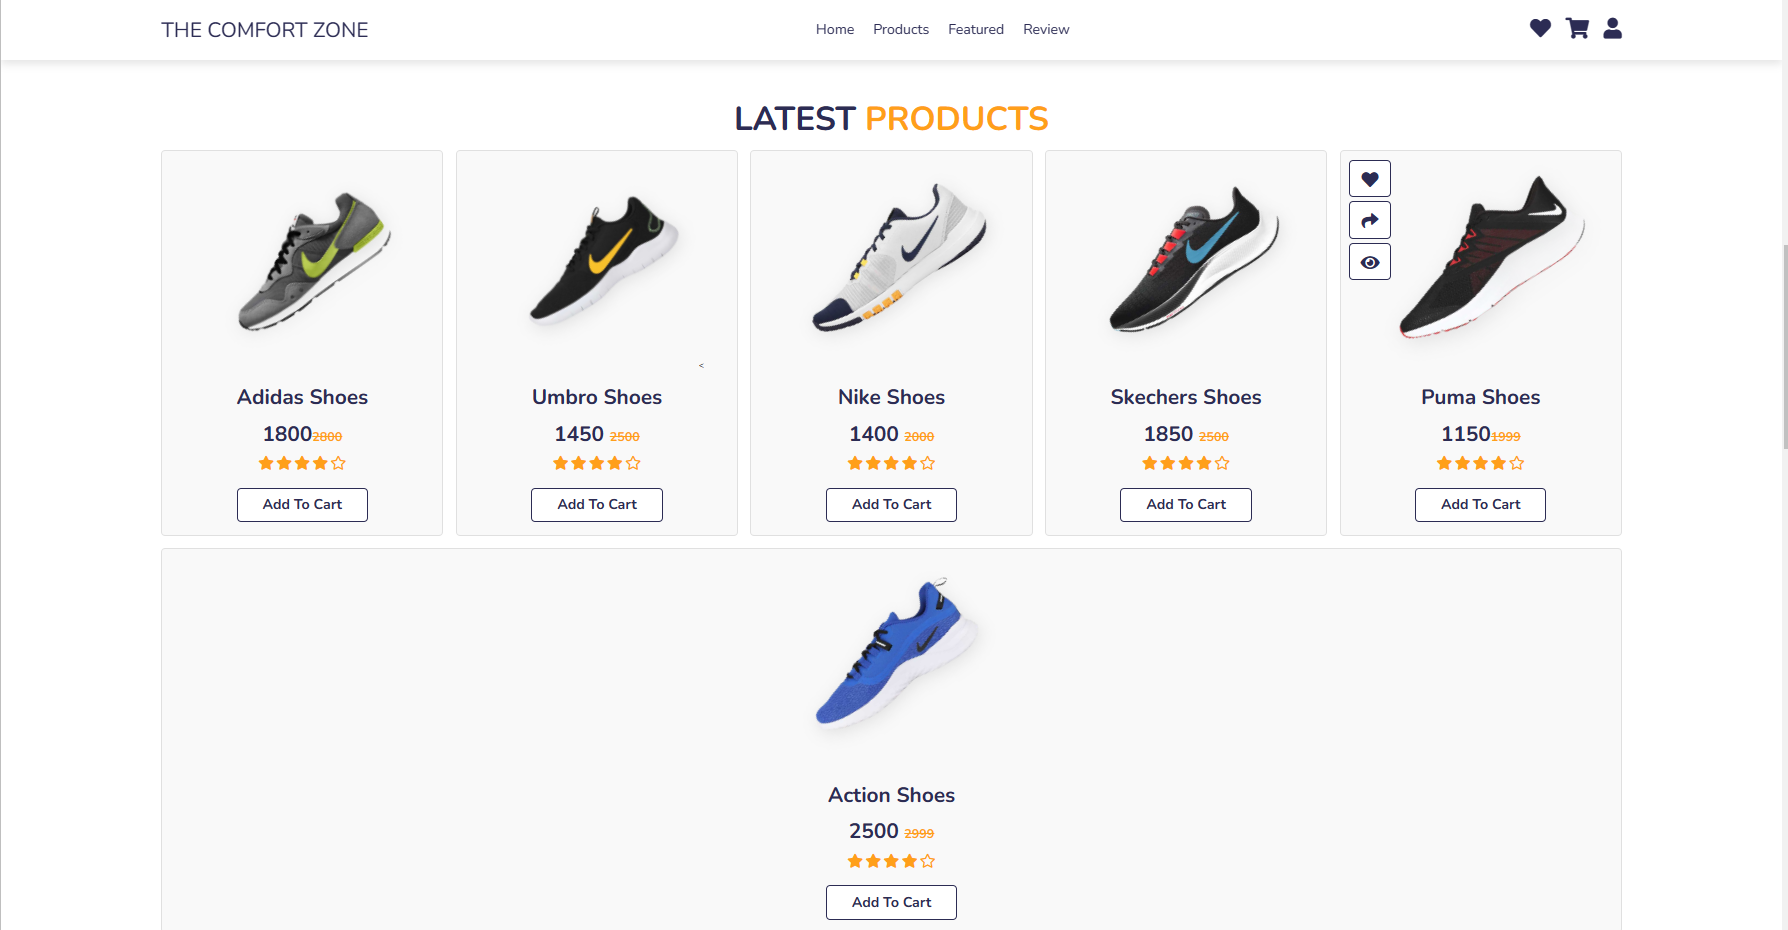 THE COMFORT ZONE
Home Products Featured Review
LATEST PRODUCTS
<
Adidas Shoes
1800 2800
Add To Cart
Umbro Shoes
1450 2500
Add To Cart
Nike Shoes
1400 2000
Add To Cart
Skechers Shoes
1850 2500
Add To Cart
Puma Shoes
1150 1999
Add To Cart
Action Shoes
2500 2999
Add To Cart